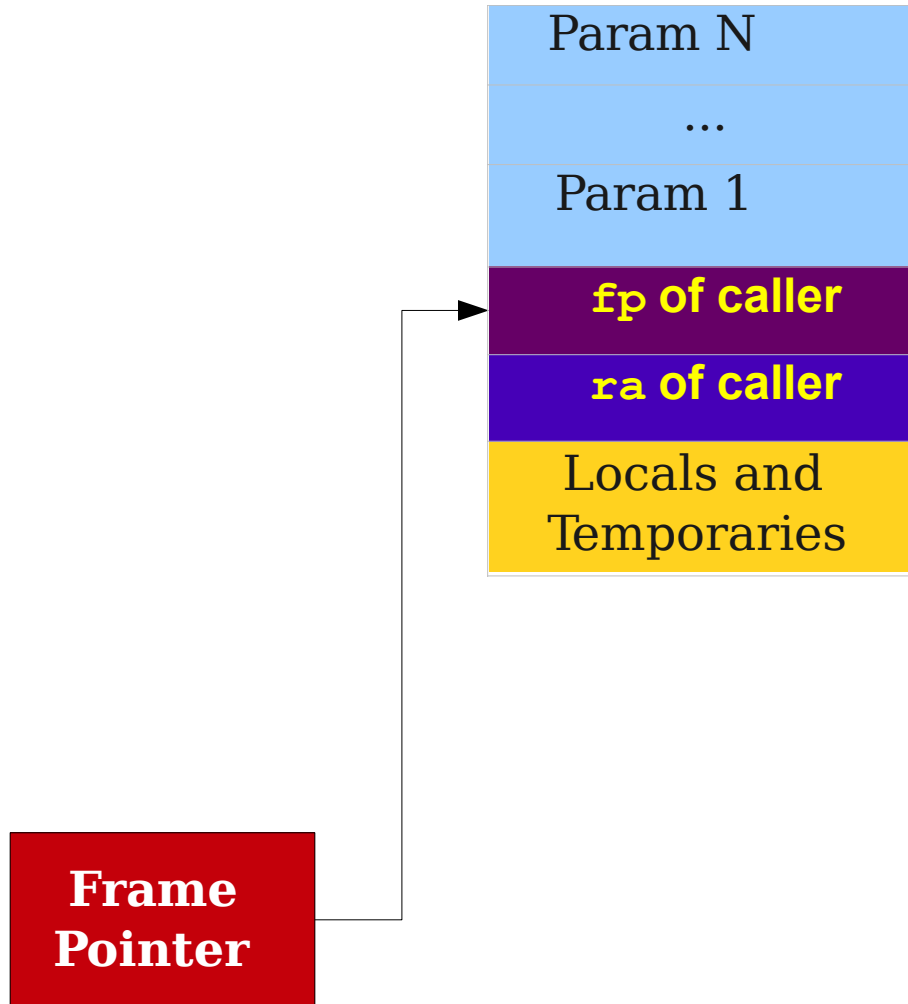 Param N
...
Param 1
fp of caller
ra of caller
Locals and
Temporaries
Frame
Pointer